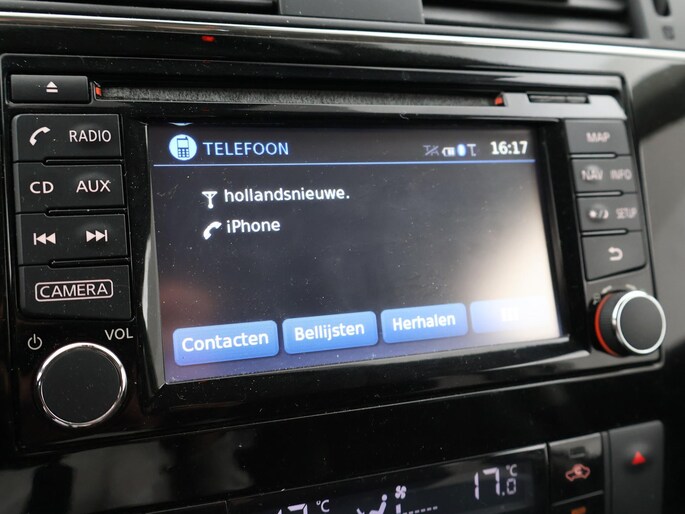 RADIO
CD AUX
CAMERA
VOL
TELEFOON 16:17
hollandsnieuwe.
iPhone
Contacten Bellijsten Herhalen
MAP
NAV INFO
SETUP
17.0 °C
°C